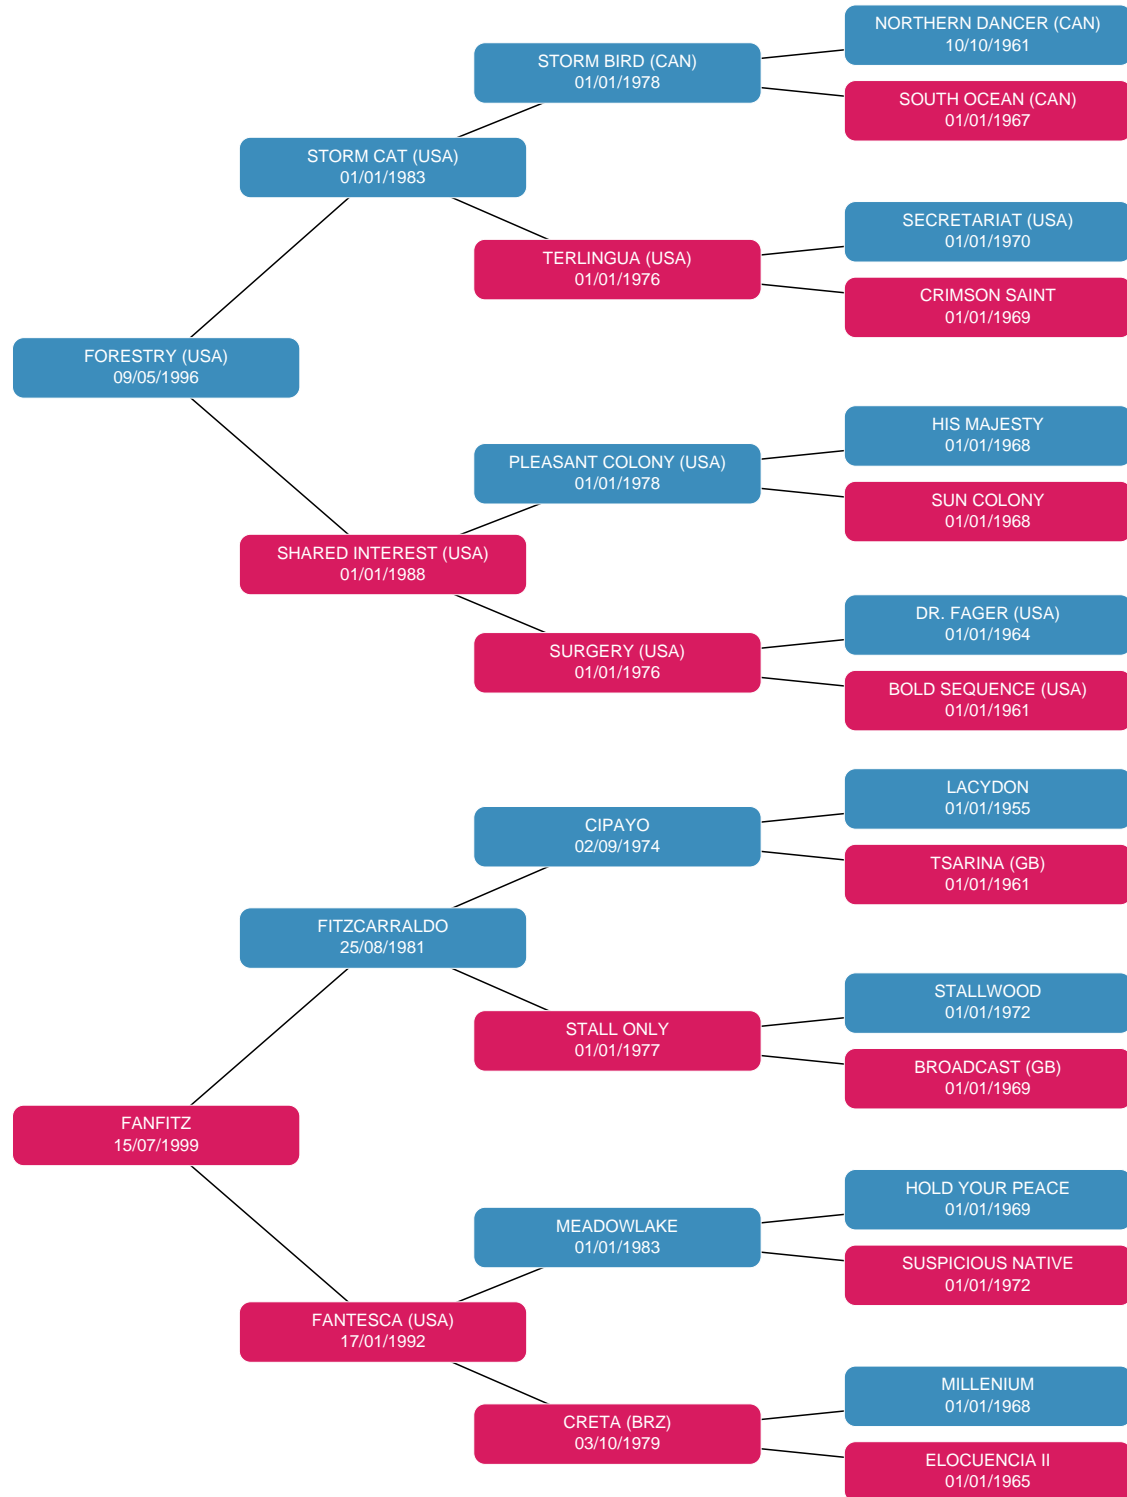 NORTHERN DANCER (CAN)
10/10/1961
STORM BIRD (CAN)
01/01/1978
SOUTH OCEAN (CAN)
01/01/1967
STORM CAT (USA)
01/01/1983
SECRETARIAT (USA)
01/01/1970
TERLINGUA (USA)
01/01/1976
CRIMSON SAINT
01/01/1969
FORESTRY (USA)
09/05/1996
HIS MAJESTY
01/01/1968
PLEASANT COLONY (USA)
01/01/1978
SUN COLONY
01/01/1968
SHARED INTEREST (USA)
01/01/1988
DR. FAGER (USA)
01/01/1964
SURGERY (USA)
01/01/1976
BOLD SEQUENCE (USA)
01/01/1961
LACYDON
01/01/1955
CIPAYO
02/09/1974
TSARINA (GB)
01/01/1961
FITZCARRALDO
25/08/1981
STALLWOOD
01/01/1972
STALL ONLY
01/01/1977
BROADCAST (GB)
01/01/1969
FANFITZ
15/07/1999
HOLD YOUR PEACE
01/01/1969
MEADOWLAKE
01/01/1983
SUSPICIOUS NATIVE
01/01/1972
FANTESCA (USA)
17/01/1992
MILLENIUM
01/01/1968
CRETA (BRZ)
03/10/1979
ELOCUENCIA II
01/01/1965